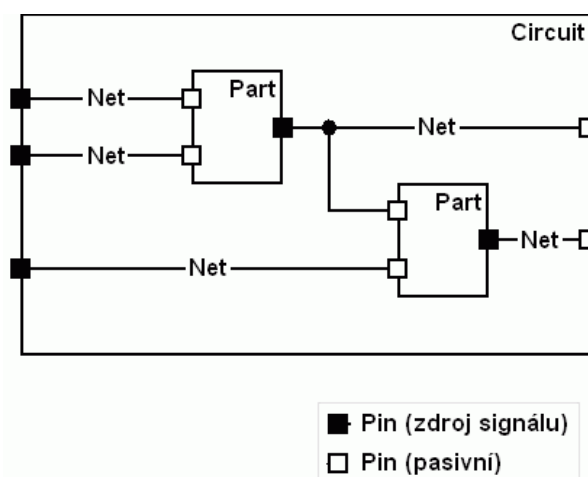 Circuit
Net
Part
Net
Net
Part
Net
Net
Pin (zdroj signálu)
Pin (pasivní)